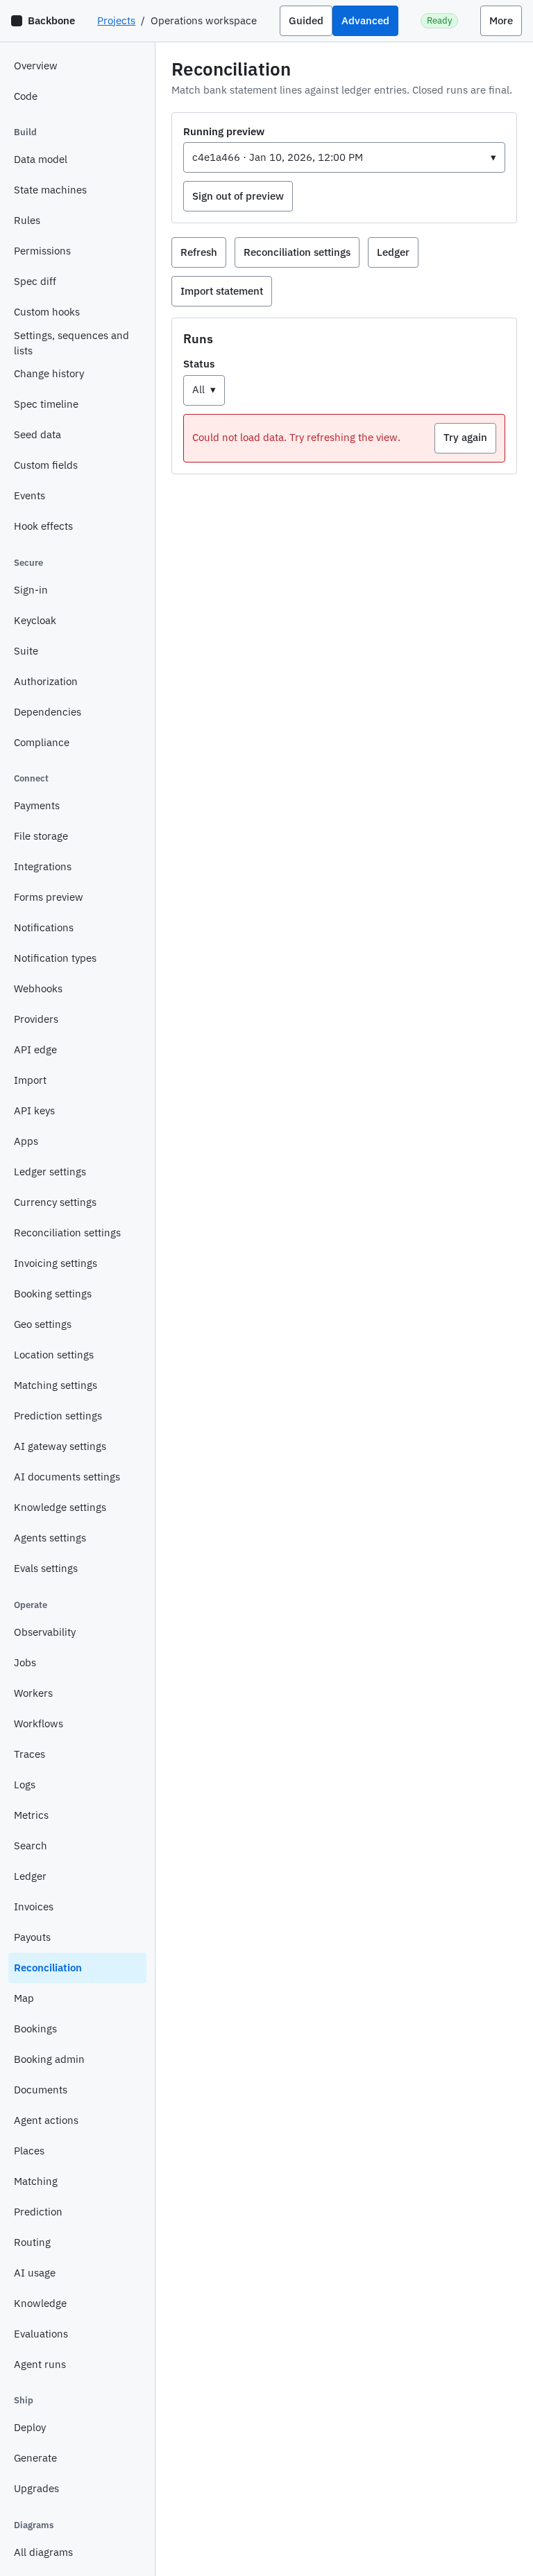 Backbone
Projects / Operations workspace
Guided
Advanced
Ready
More
Overview
Code
Build
Data model
State machines
Rules
Permissions
Spec diff
Custom hooks
Settings, sequences and
lists
Change history
Spec timeline
Seed data
Custom fields
Events
Hook effects
Secure
Sign-in
Keycloak
Suite
Authorization
Dependencies
Compliance
Connect
Payments
File storage
Integrations
Forms preview
Notifications
Notification types
Webhooks
Providers
API edge
Import
API keys
Apps
Ledger settings
Currency settings
Reconciliation settings
Invoicing settings
Booking settings
Geo settings
Location settings
Matching settings
Prediction settings
AI gateway settings
AI documents settings
Knowledge settings
Agents settings
Evals settings
Operate
Observability
Jobs
Workers
Workflows
Traces
Logs
Metrics
Search
Ledger
Invoices
Payouts
Reconciliation
Map
Bookings
Booking admin
Documents
Agent actions
Places
Matching
Prediction
Routing
AI usage
Knowledge
Evaluations
Agent runs
Ship
Deploy
Generate
Upgrades
Diagrams
All diagrams
Reconciliation
Match bank statement lines against ledger entries. Closed runs are final.
Running preview
c4e1a466 · Jan 10, 2026, 12:00 PM
Sign out of preview
Refresh
Reconciliation settings
Ledger
Import statement
Runs
Status
All
Could not load data. Try refreshing the view.
Try again